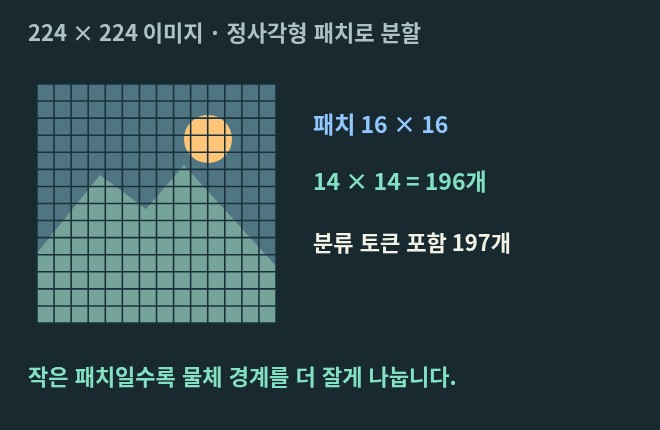 224 × 224 이미지 · 정사각형 패치로 분할
패치 16 × 16
14 × 14 = 196개
분류 토큰 포함 197개
작은 패치일수록 물체 경계를 더 잘게 나눕니다.